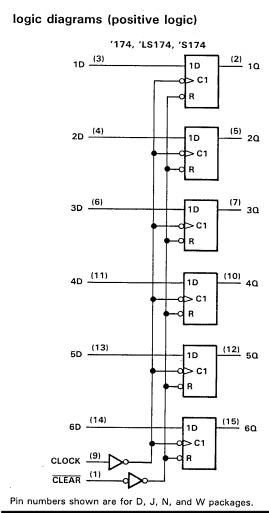 logic diagrams (positive logic)
'174, 'LS174, 'S174
1D (3) 1D (2) 1Q
C1
R
2D (4) 1D (5) 2Q
C1
R
3D (6) 1D (7) 3Q
C1
R
4D (11) 1D (10) 4Q
C1
R
5D (13) 1D (12) 5Q
C1
R
6D (14) 1D (15) 6Q
C1
CLOCK (9)
R
CLEAR (1)
Pin numbers shown are for D, J, N, and W packages.